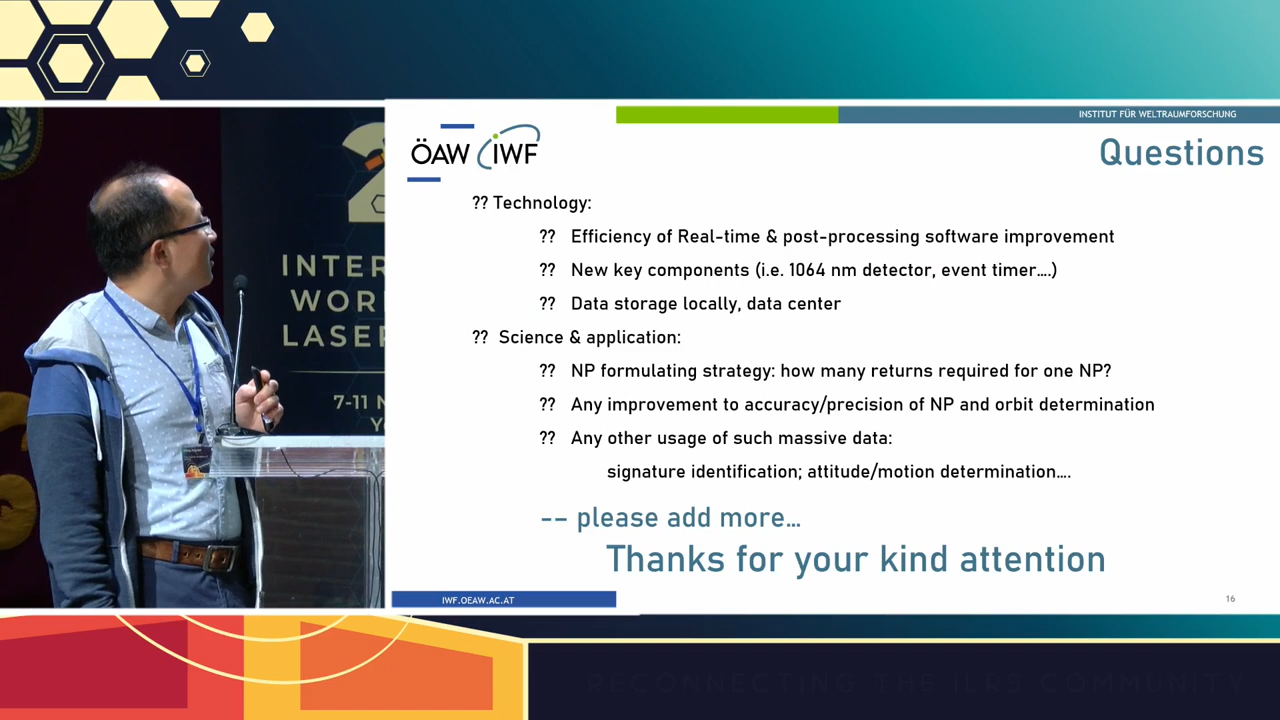 INSTITUT FÜR WELTRAUMFORSCHUNG
ÖAW IWF
Questions
?? Technology:
?? Efficiency of Real-time & post-processing software improvement
?? New key components (i.e. 1064 nm detector, event timer....)
?? Data storage locally, data center
?? Science & application:
?? NP formulating strategy: how many returns required for one NP?
?? Any improvement to accuracy/precision of NP and orbit determination
?? Any other usage of such massive data:
signature identification; attitude/motion determination....
-- please add more...
Thanks for your kind attention
IWF.OEAW.AC.AT
16
2
INTER
WOR
LASER
7-11 N
RECONNECTING THE ILRS COMMUNITY